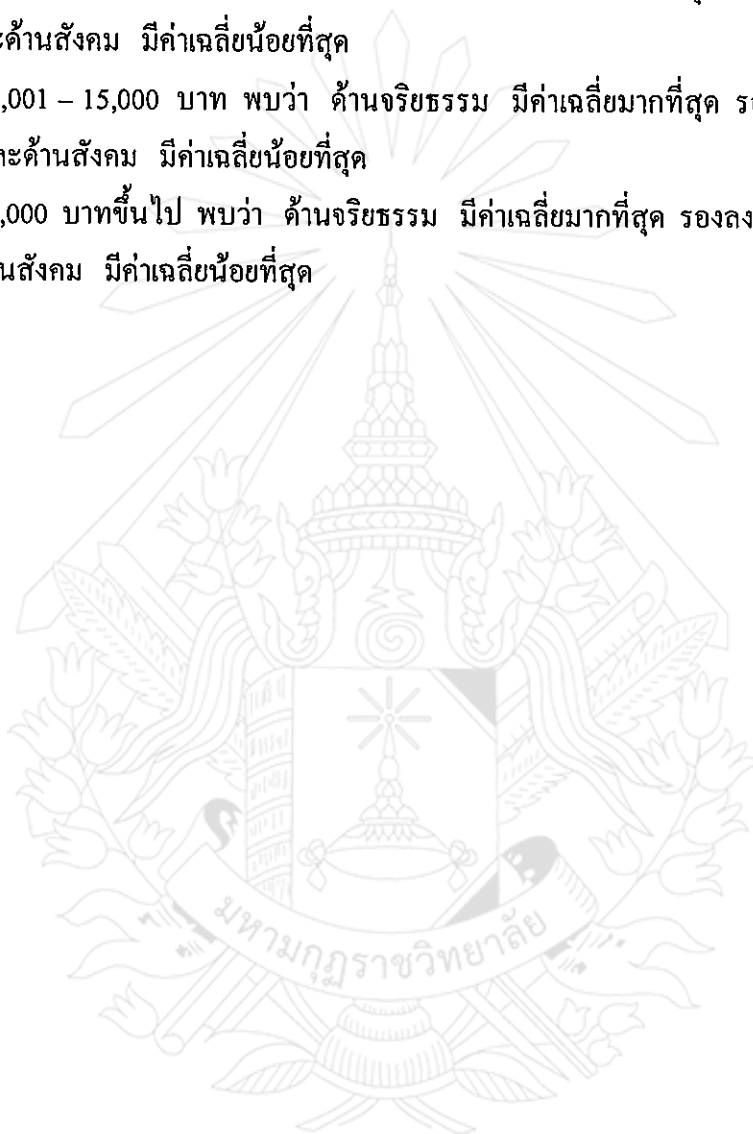 ะด้านสังคม มีค่าเฉลี่ยน้อยที่สุด
,001 – 15,000 บาท พบว่า ด้านจริยธรรม มีค่าเฉลี่ยมากที่สุด
ละด้านสังคม มีค่าเฉลี่ยน้อยที่สุด
,000 บาทขึ้นไป พบว่า ด้านจริยธรรม มีค่าเฉลี่ยมากที่สุด รองลง
นสังคม มีค่าเฉลี่ยน้อยที่สุด
มหามกุฏราชวิทยาลัย